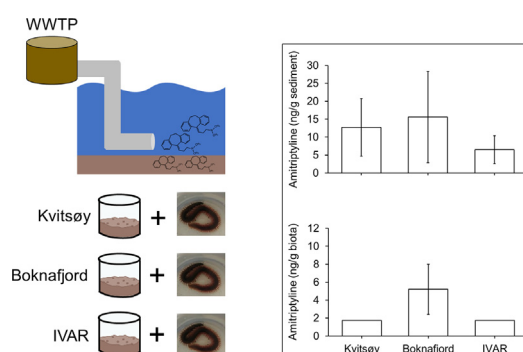 WWTP
Kvitsøy
+
Boknafjord
+
IVAR
+
Amitriptyline (ng/g sediment)
30
25
20
15
10
5
0
Amitriptyline (ng/g biota)
12
10
8
6
4
2
0
Kvitsøy Boknafjord IVAR